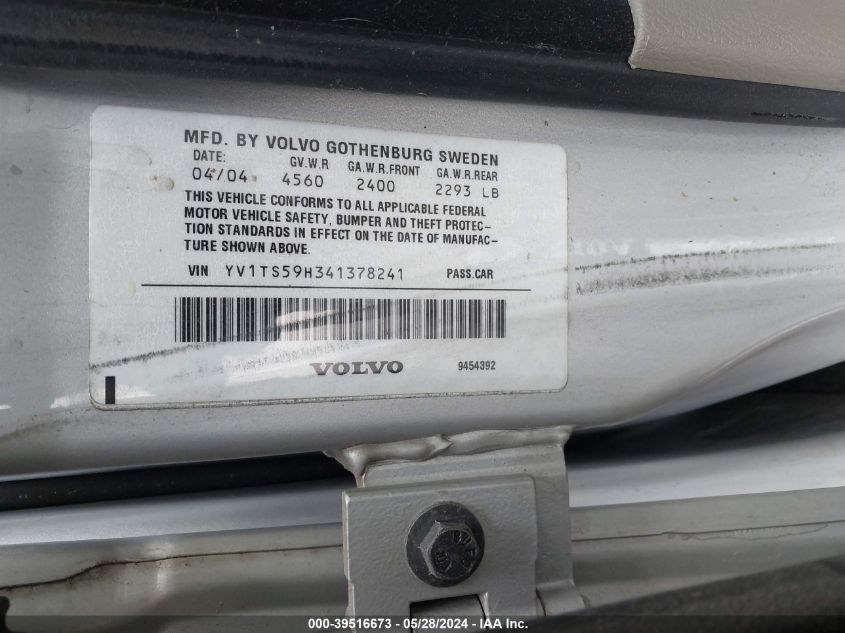 MFD. BY VOLVO GOTHENBURG SWEDEN
DATE: GV.W.R GA.W.R.FRONT GA.W.R.REAR
04/04 4560 2400 2293 LB
THIS VEHICLE CONFORMS TO ALL APPLICABLE FEDERAL
MOTOR VEHICLE SAFETY, BUMPER AND THEFT PROTEC-
TION STANDARDS IN EFFECT ON THE DATE OF MANUFAC-
TURE SHOWN ABOVE.
VIN YV1TS59H341378241 PASS.CAR
VOLVO 9454392
000-39516673 / 05/28/2024 - IAA Inc.